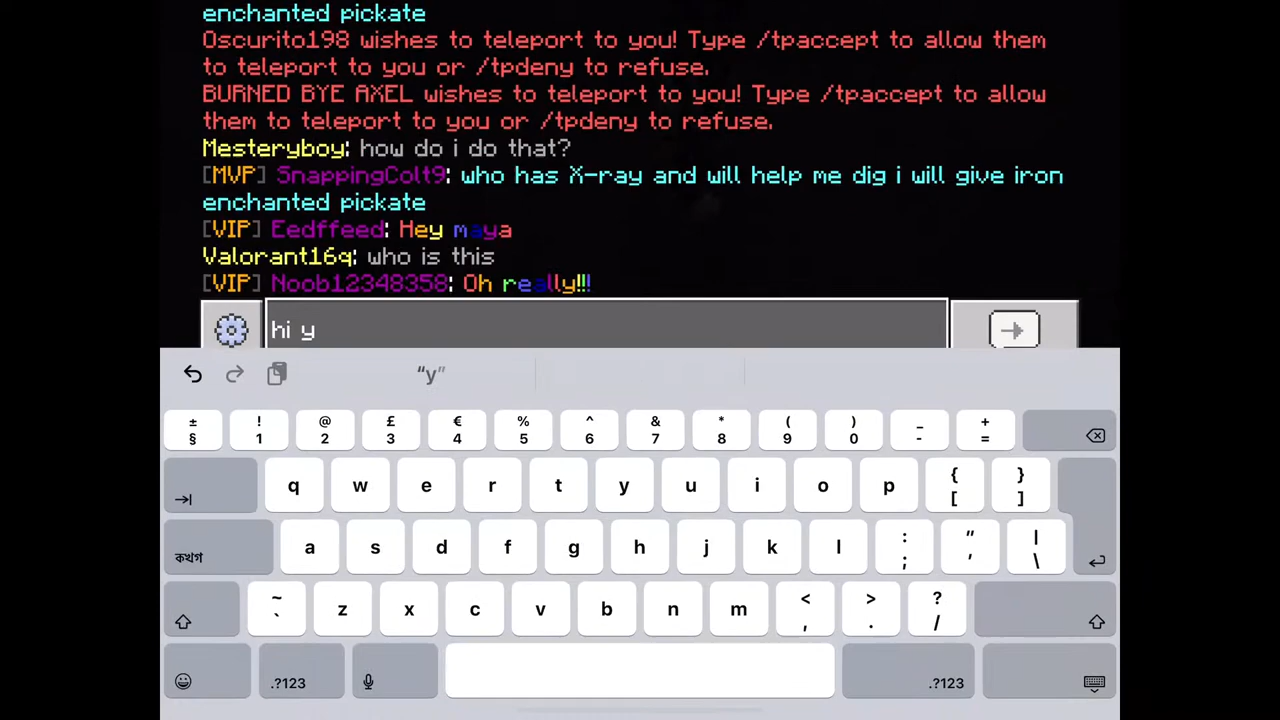 enchanted pickate
Oscurito198 wishes to teleport to you! Type /tpaccept to allow them
to teleport to you or /tpdeny to refuse.
BURNED BYE AXEL wishes to teleport to you! Type /tpaccept to allow
them to teleport to you or /tpdeny to refuse.
Mesteryboy: how do i do that?
[MVP] SnappingColt9: who has X-ray and will help me dig i will give iron
enchanted pickate
[VIP] Eedffeed: Hey maya
Valorant16q: who is this
[VIP] Noob12348358: Oh really!!!
hi y
“y”
± ! @ £ € % ^ & * ( ) _ +
§ 1 2 3 4 5 6 7 8 9 0 - =
q w e r t y u i o p { }
[ ]
কখগ a s d f g h j k l : " |
; ' \
~ z x c v b n m < > ?
` , . /
.?123 .?123